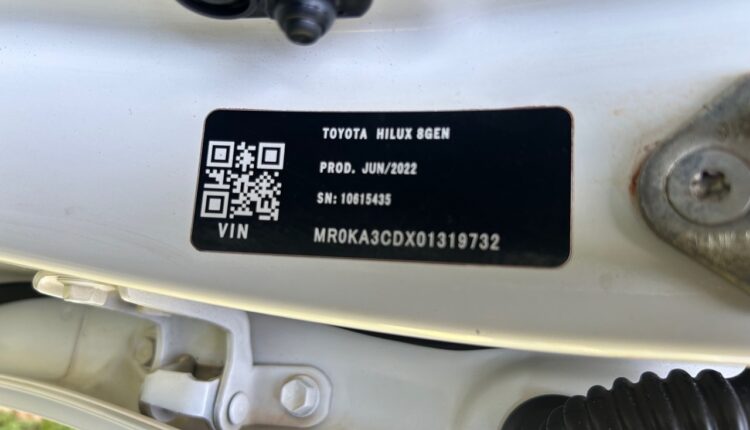 TOYOTA HILUX 8GEN
PROD. JUN/2022
SN: 10615435
VIN
MR0KA3CDX01319732